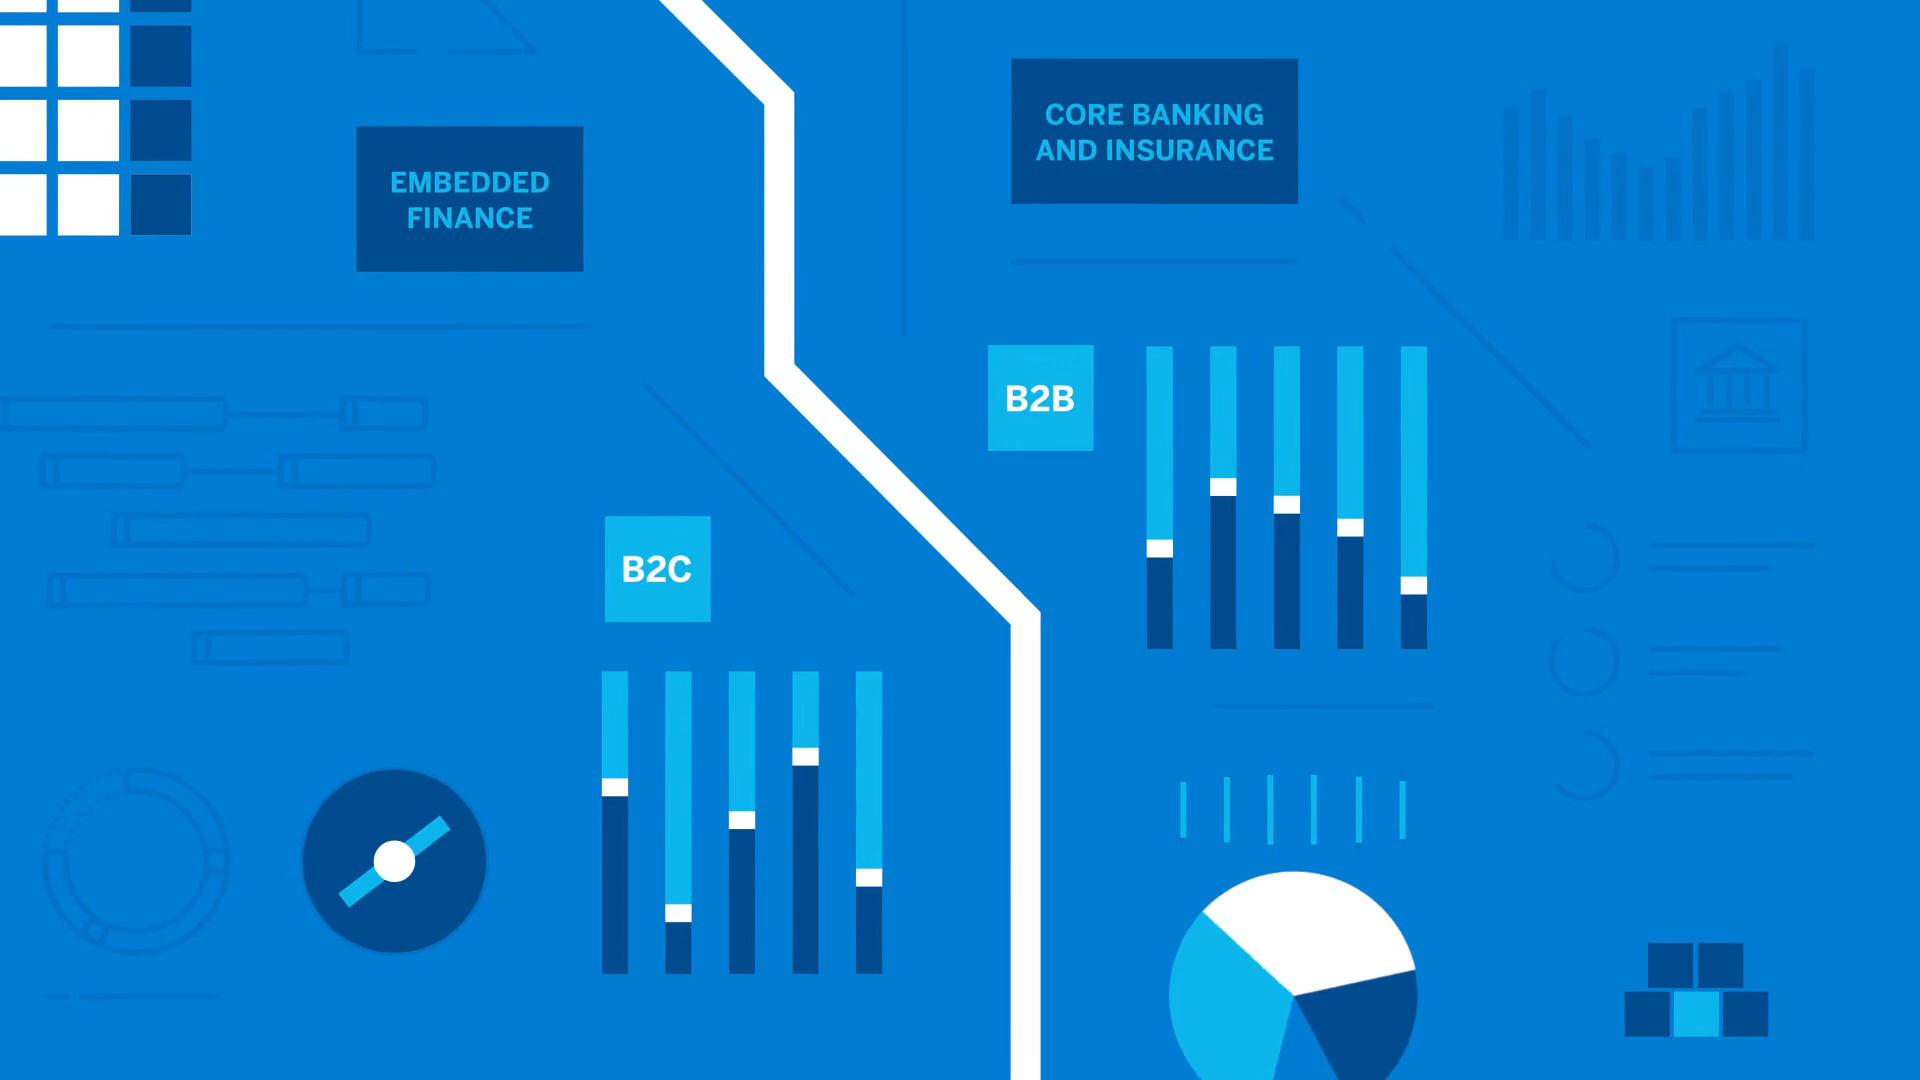 EMBEDDED
FINANCE
CORE BANKING
AND INSURANCE
B2B
B2C